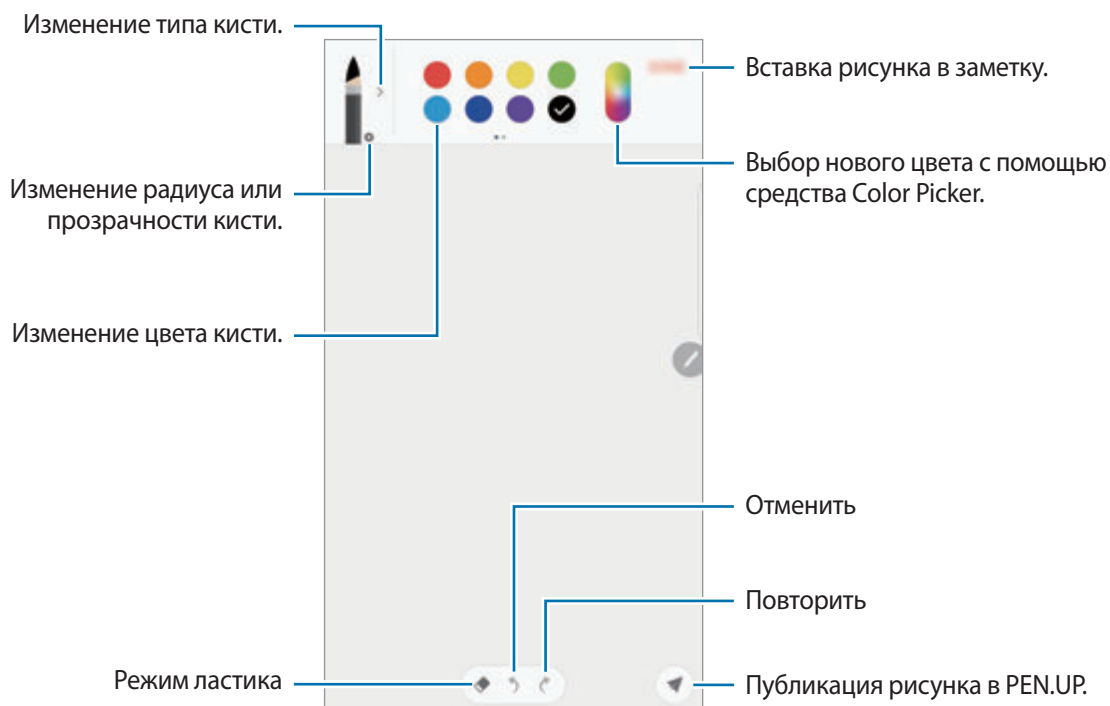 Изменение типа кисти.
Вставка рисунка в заметку.
Выбор нового цвета с помощью
средства Color Picker.
Изменение радиуса или
прозрачности кисти.
Изменение цвета кисти.
Отменить
Повторить
Режим ластика
Публикация рисунка в PEN.UP.